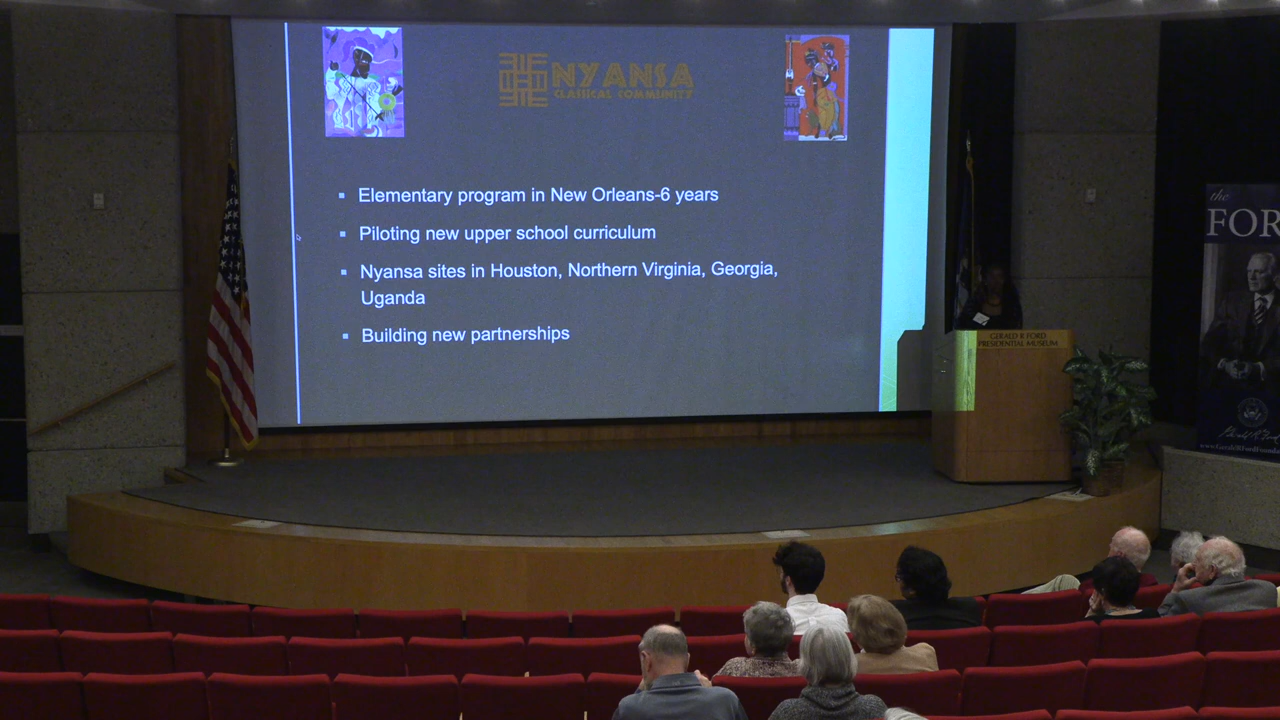 NYANSA
CLASSICAL COMMUNITY
Elementary program in New Orleans-6 years
Piloting new upper school curriculum
Nyansa sites in Houston, Northern Virginia, Georgia,
Uganda
Building new partnerships
GERALD R FORD
PRESIDENTIAL MUSEUM
the
FOR